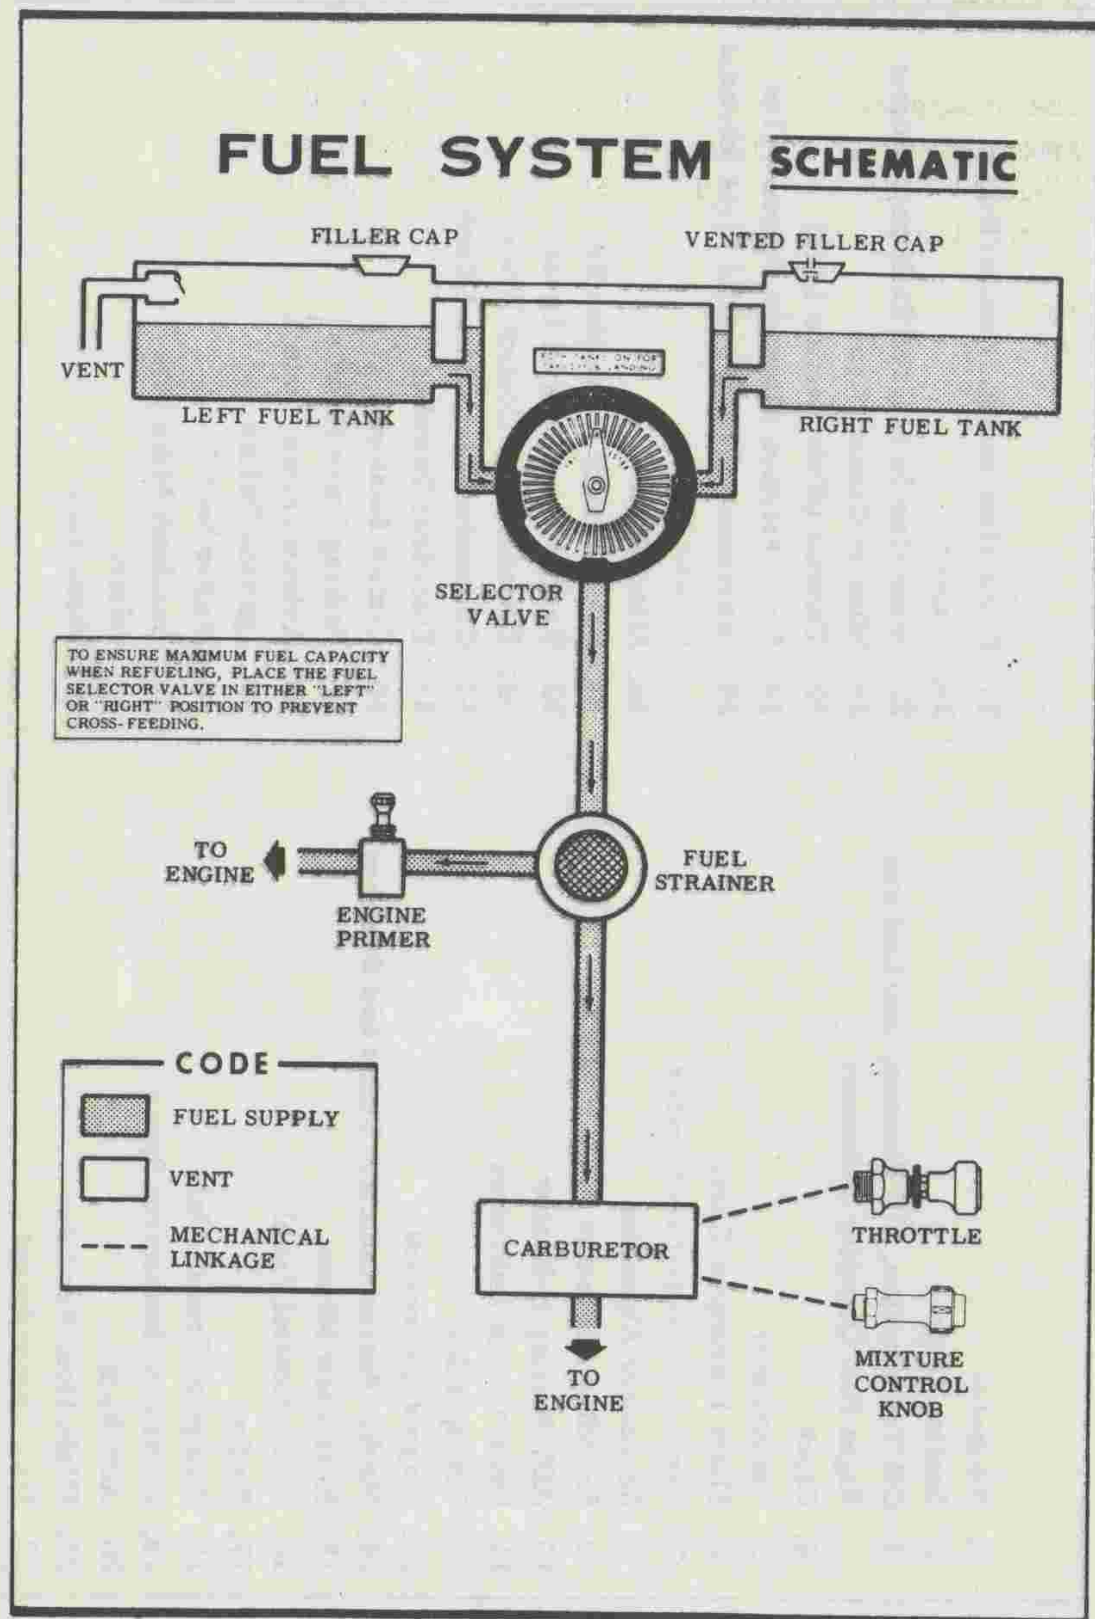 FUEL SYSTEM SCHEMATIC
FILLER CAP
VENTED FILLER CAP
VENT
LEFT FUEL TANK
RIGHT FUEL TANK
SELECTOR
VALVE
TO ENSURE MAXIMUM FUEL CAPACITY
WHEN REFUELING, PLACE THE FUEL
SELECTOR VALVE IN EITHER "LEFT"
OR "RIGHT" POSITION TO PREVENT
CROSS-FEEDING.
TO
ENGINE
ENGINE
PRIMER
FUEL
STRAINER
CODE
FUEL SUPPLY
VENT
MECHANICAL
LINKAGE
CARBURETOR
THROTTLE
MIXTURE
CONTROL
KNOB
TO
ENGINE